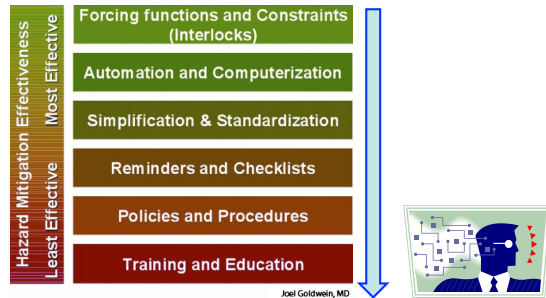 Hazard Mitigation Effectiveness
Most Effective
Least Effective
Forcing functions and Constraints
(Interlocks)
Automation and Computerization
Simplification & Standardization
Reminders and Checklists
Policies and Procedures
Training and Education
Joel Goldwein, MD